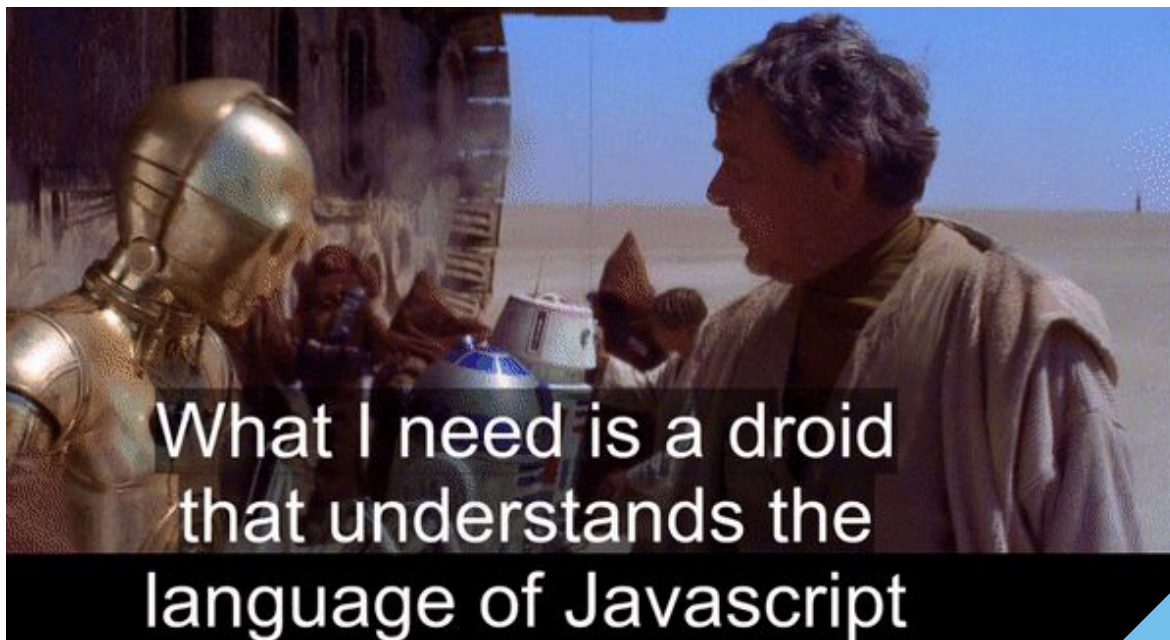 What I need is a droid
that understands the
language of Javascript